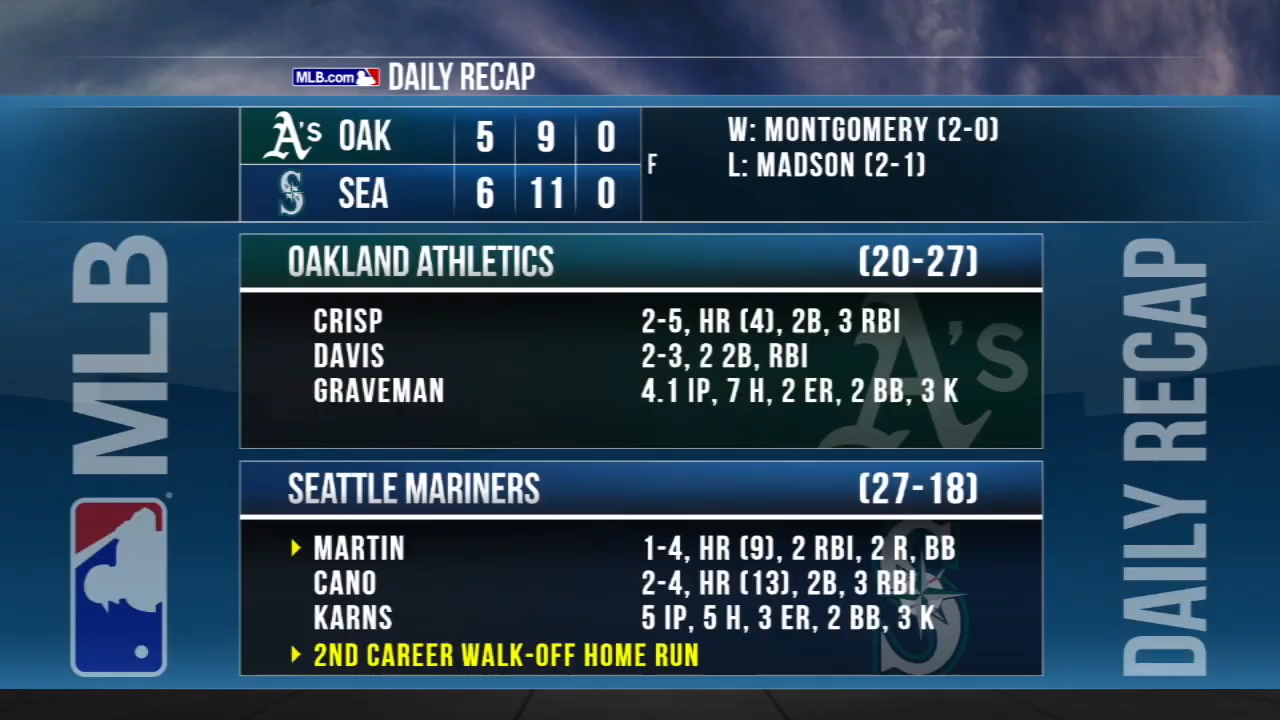 MLB.com DAILY RECAP
A's OAK 5 9 0
SEA 6 11 0
F
W: MONTGOMERY (2-0)
L: MADSON (2-1)
OAKLAND ATHLETICS (20-27)
CRISP 2-5, HR (4), 2B, 3 RBI
DAVIS 2-3, 2 2B, RBI
GRAVEMAN 4.1 IP, 7 H, 2 ER, 2 BB, 3 K
A's
SEATTLE MARINERS (27-18)
MARTIN 1-4, HR (9), 2 RBI, 2 R, BB
CANO 2-4, HR (13), 2B, 3 RBI
KARNS 5 IP, 5 H, 3 ER, 2 BB, 3 K
2ND CAREER WALK-OFF HOME RUN
S
MLB
DAILY RECAP